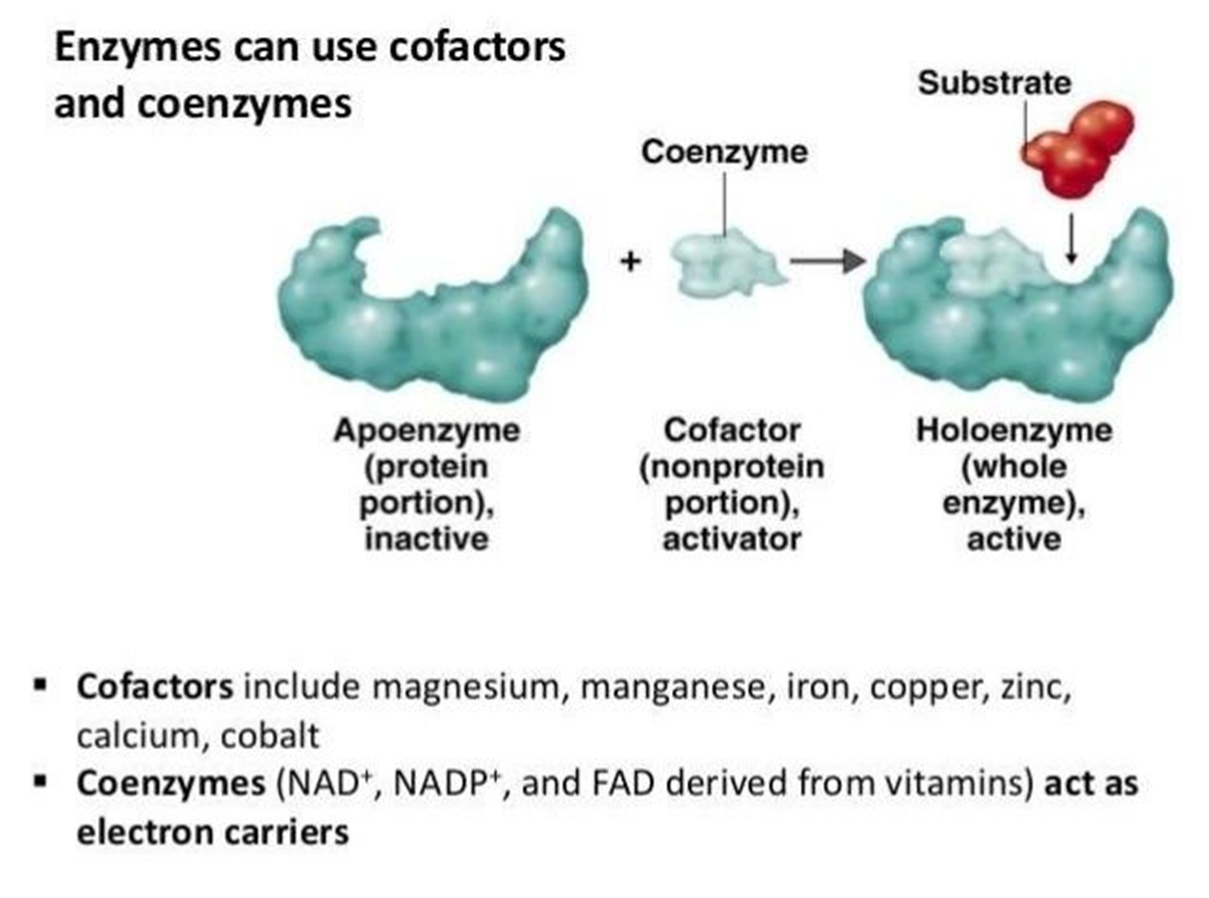 Enzymes can use cofactors
and coenzymes
Substrate
Coenzyme
+
Apoenzyme
(protein
portion),
inactive
Cofactor
(nonprotein
portion),
activator
Holoenzyme
(whole
enzyme),
active
▪ Cofactors include magnesium, manganese, iron, copper, zinc,
calcium, cobalt
▪ Coenzymes (NAD⁺, NADP⁺, and FAD derived from vitamins) act as
electron carriers